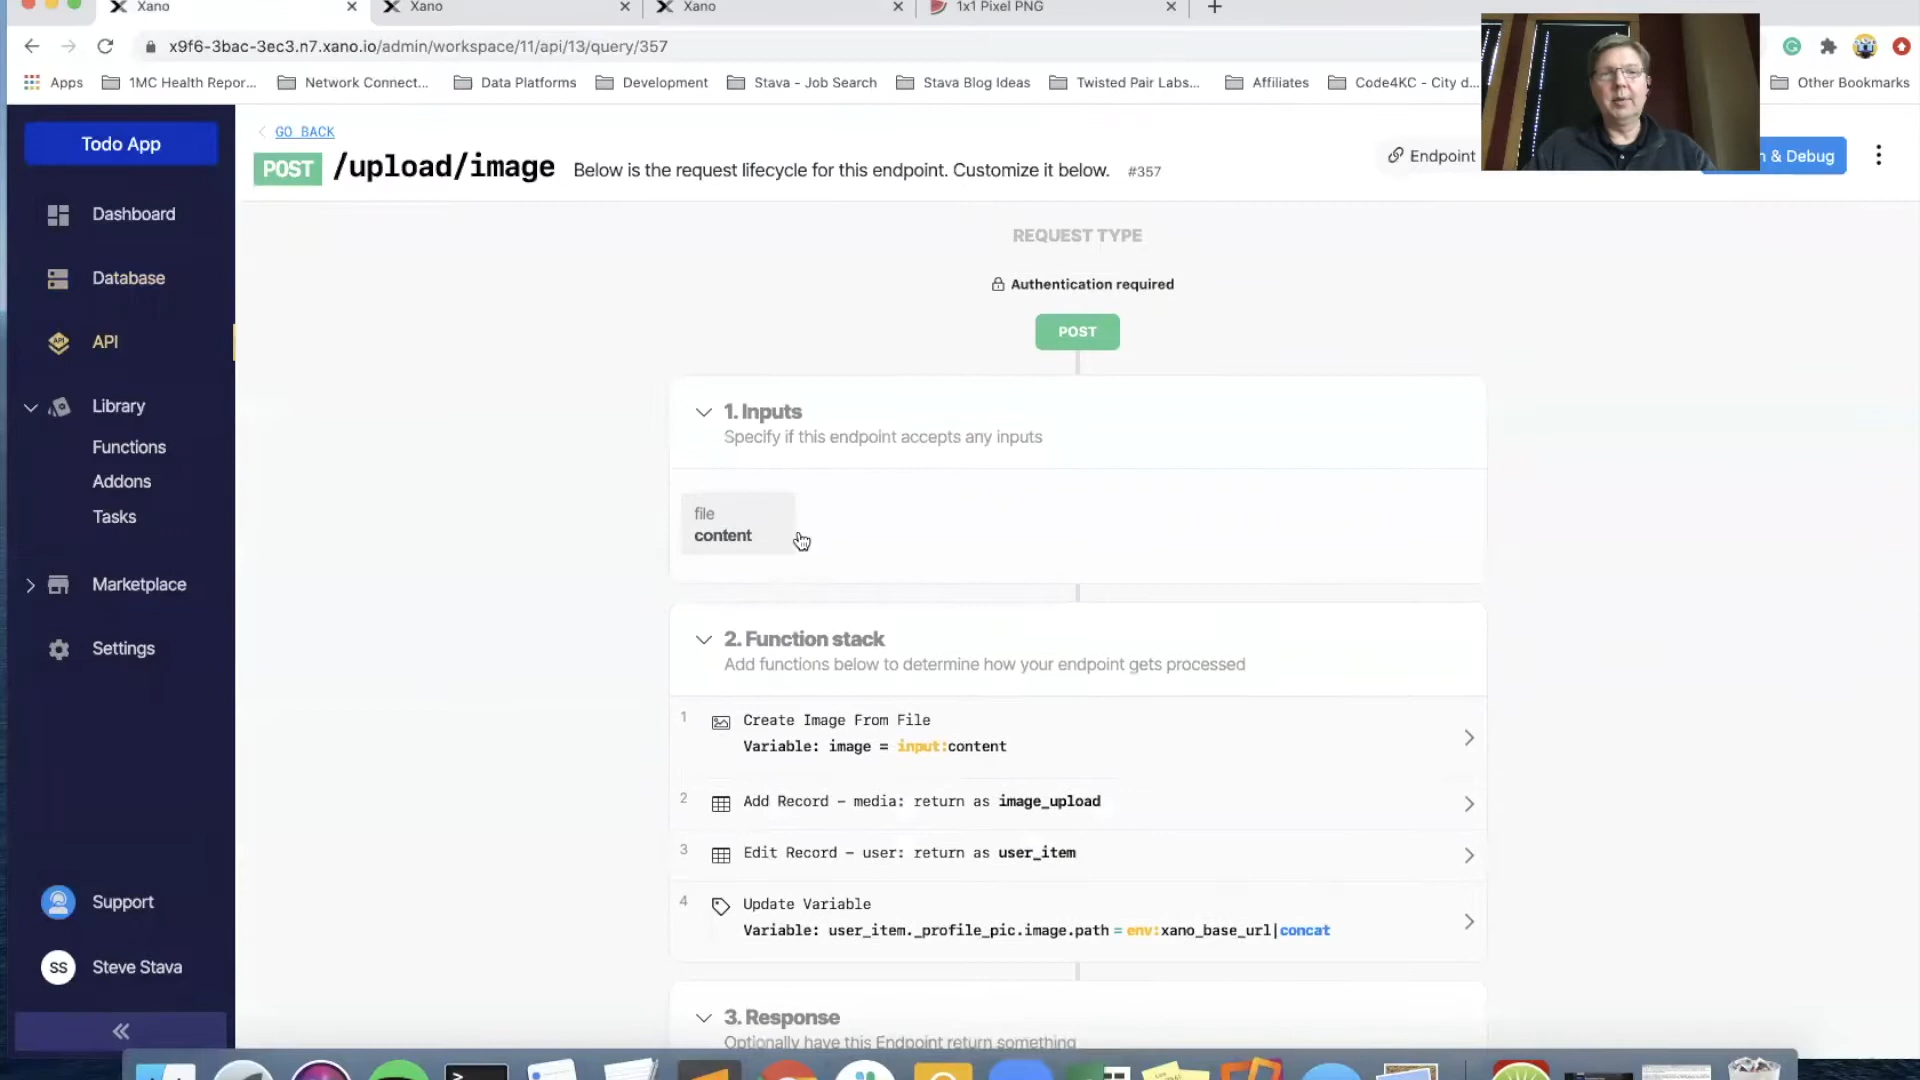 Xano
Xano
Xano
1x1 Pixel PNG
x9f6-3bac-3ec3.n7.xano.io/admin/workspace/11/api/13/query/357
Apps
1MC Health Repor...
Network Connect...
Data Platforms
Development
Stava - Job Search
Stava Blog Ideas
Twisted Pair Labs...
Affiliates
Code4KC - City d...
Other Bookmarks
Todo App
Dashboard
Database
API
Library
Functions
Addons
Tasks
Marketplace
Settings
Support
SS
Steve Stava
GO BACK
POST /upload/image Below is the request lifecycle for this endpoint. Customize it below. #357
Endpoint
& Debug
REQUEST TYPE
Authentication required
POST
1. Inputs
Specify if this endpoint accepts any inputs
file
content
2. Function stack
Add functions below to determine how your endpoint gets processed
1 Create Image From File
Variable: image = input:content
2 Add Record - media: return as image_upload
3 Edit Record - user: return as user_item
4 Update Variable
Variable: user_item._profile_pic.image.path = env:xano_base_url|concat
3. Response
Optionally have this Endpoint return something